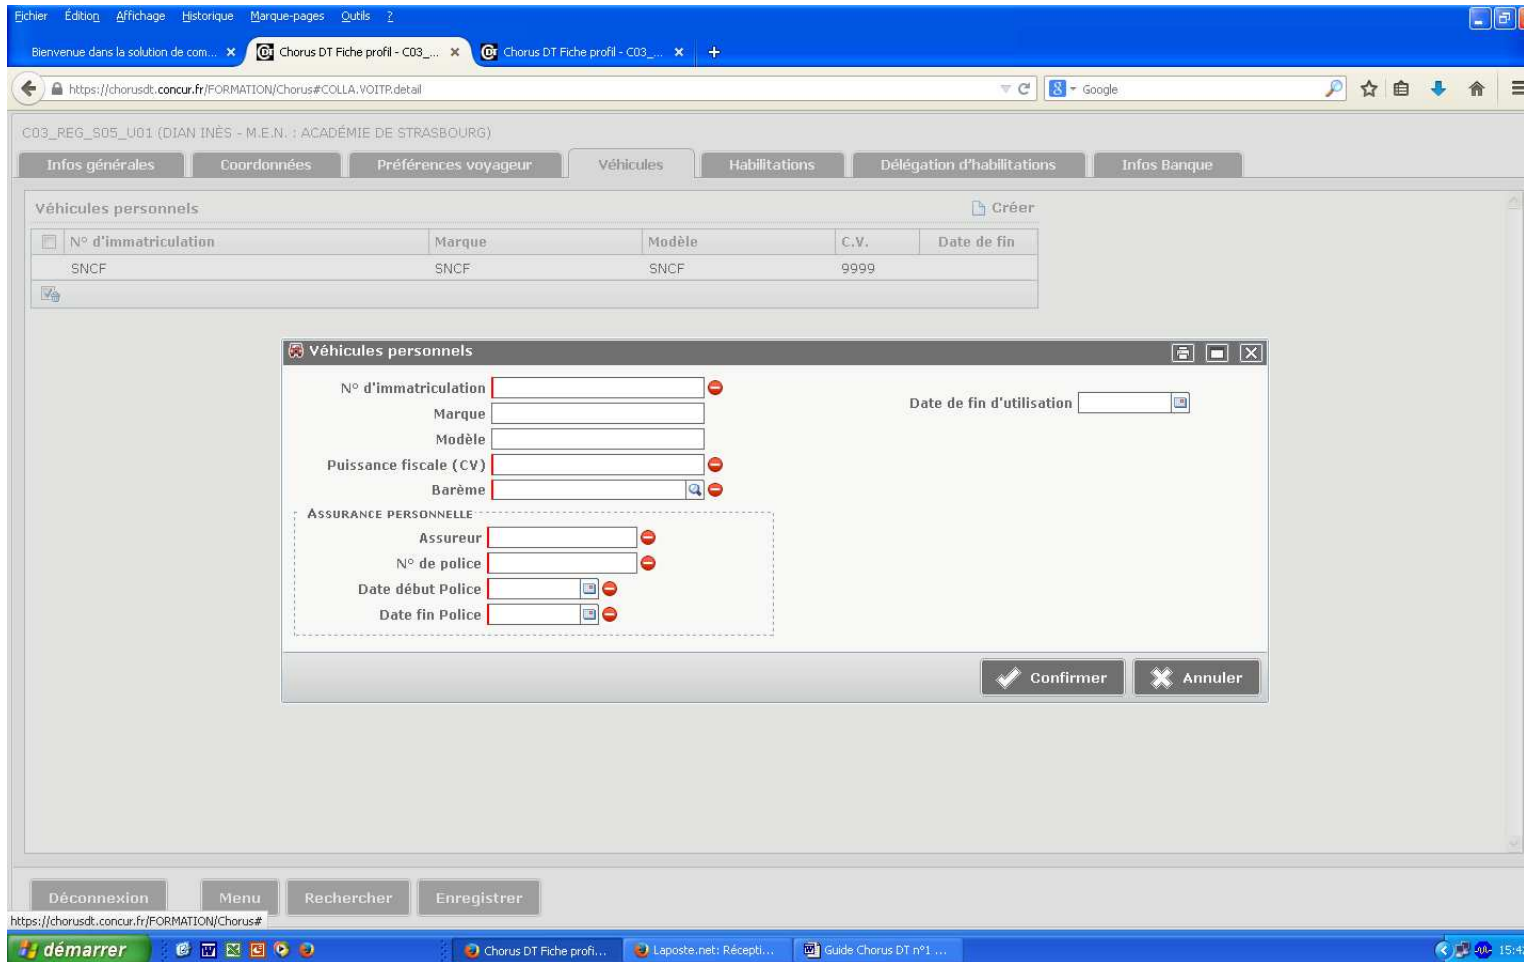 Fichier Édition Affichage Historique Marque-pages Outils ?
Bienvenue dans la solution de com... Chorus DT Fiche profil - C03_... Chorus DT Fiche profil - C03_...
https://chorusdt.concur.fr/FORMATION/Chorus#COLLA.VOITP.detail Google
C03_REG_S05_U01 (DIAN INÈS - M.E.N. : ACADÉMIE DE STRASBOURG)
Infos générales Coordonnées Préférences voyageur Véhicules Habilitations Délégation d'habilitations Infos Banque
Véhicules personnels Créer
N° d'immatriculation Marque Modèle C.V. Date de fin
SNCF SNCF SNCF 9999
Véhicules personnels
N° d'immatriculation
Date de fin d'utilisation
Marque
Modèle
Puissance fiscale (CV)
Barème
ASSURANCE PERSONNELLE
Assureur
N° de police
Date début Police
Date fin Police
Confirmer Annuler
Déconnexion Menu Rechercher Enregistrer
https://chorusdt.concur.fr/FORMATION/Chorus#
démarrer Chorus DT Fiche profi... Laposte.net: Récepti... Guide Chorus DT n°1 ...